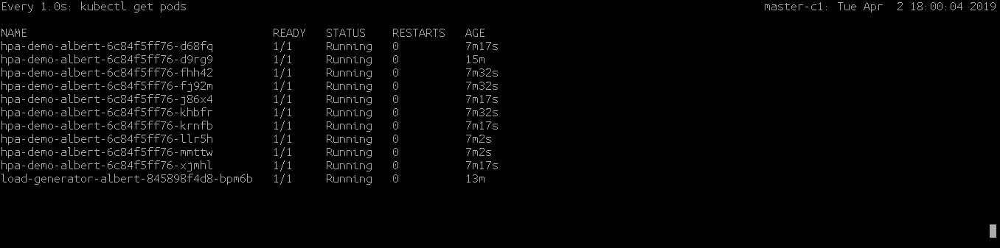 Every 1.0s: kubectl get pods master-c1: Tue Apr  2 18:00:04 2019
NAME READY STATUS RESTARTS AGE
hpa-demo-albert-6c84f5ff76-d68fq 1/1 Running 0 7m17s
hpa-demo-albert-6c84f5ff76-d9rg9 1/1 Running 0 15m
hpa-demo-albert-6c84f5ff76-fhh42 1/1 Running 0 7m32s
hpa-demo-albert-6c84f5ff76-fj92m 1/1 Running 0 7m32s
hpa-demo-albert-6c84f5ff76-j86x4 1/1 Running 0 7m17s
hpa-demo-albert-6c84f5ff76-khbfr 1/1 Running 0 7m32s
hpa-demo-albert-6c84f5ff76-krnfb 1/1 Running 0 7m17s
hpa-demo-albert-6c84f5ff76-llr5h 1/1 Running 0 7m2s
hpa-demo-albert-6c84f5ff76-mmttw 1/1 Running 0 7m2s
hpa-demo-albert-6c84f5ff76-xjmhl 1/1 Running 0 7m17s
load-generator-albert-845898f4d8-bpm6b 1/1 Running 0 13m